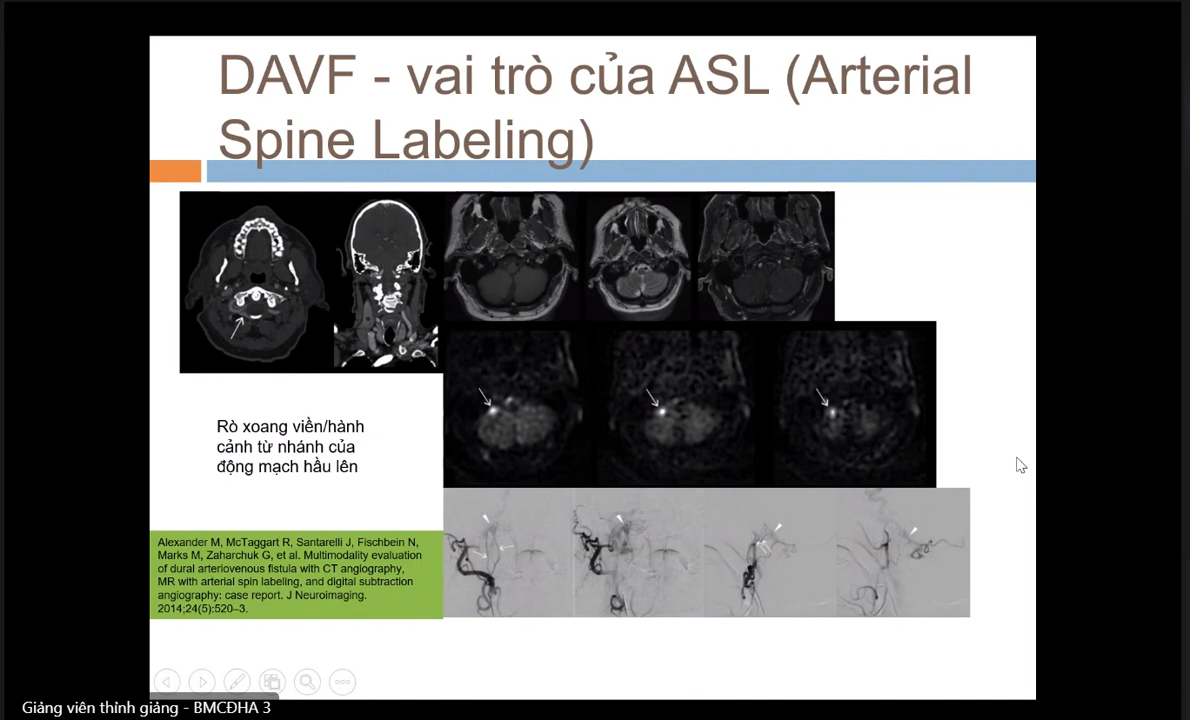 DAVF - vai trò của ASL (Arterial
Spine Labeling)
Rò xoang viền/hành
cảnh từ nhánh của
động mạch hầu lên
Alexander M, McTaggart R, Santarelli J, Fischbein N,
Marks M, Zaharchuk G, et al. Multimodality evaluation
of dural arteriovenous fistula with CT angiography,
MR with arterial spin labeling, and digital subtraction
angiography: case report. J Neuroimaging.
2014;24(5):520–3.
Giảng viên thỉnh giảng - BMCĐHA 3